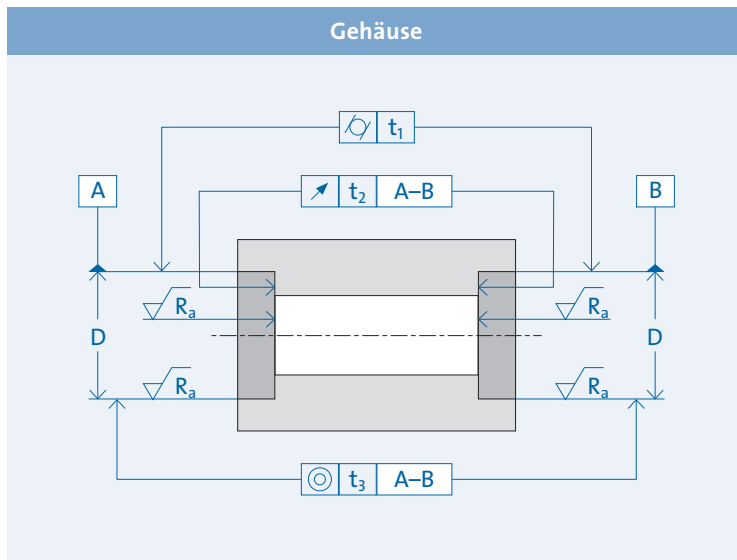 Gehäuse
t₁
A
t₂ A–B
B
Rₐ
Rₐ
D
D
Rₐ
Rₐ
t₃ A–B